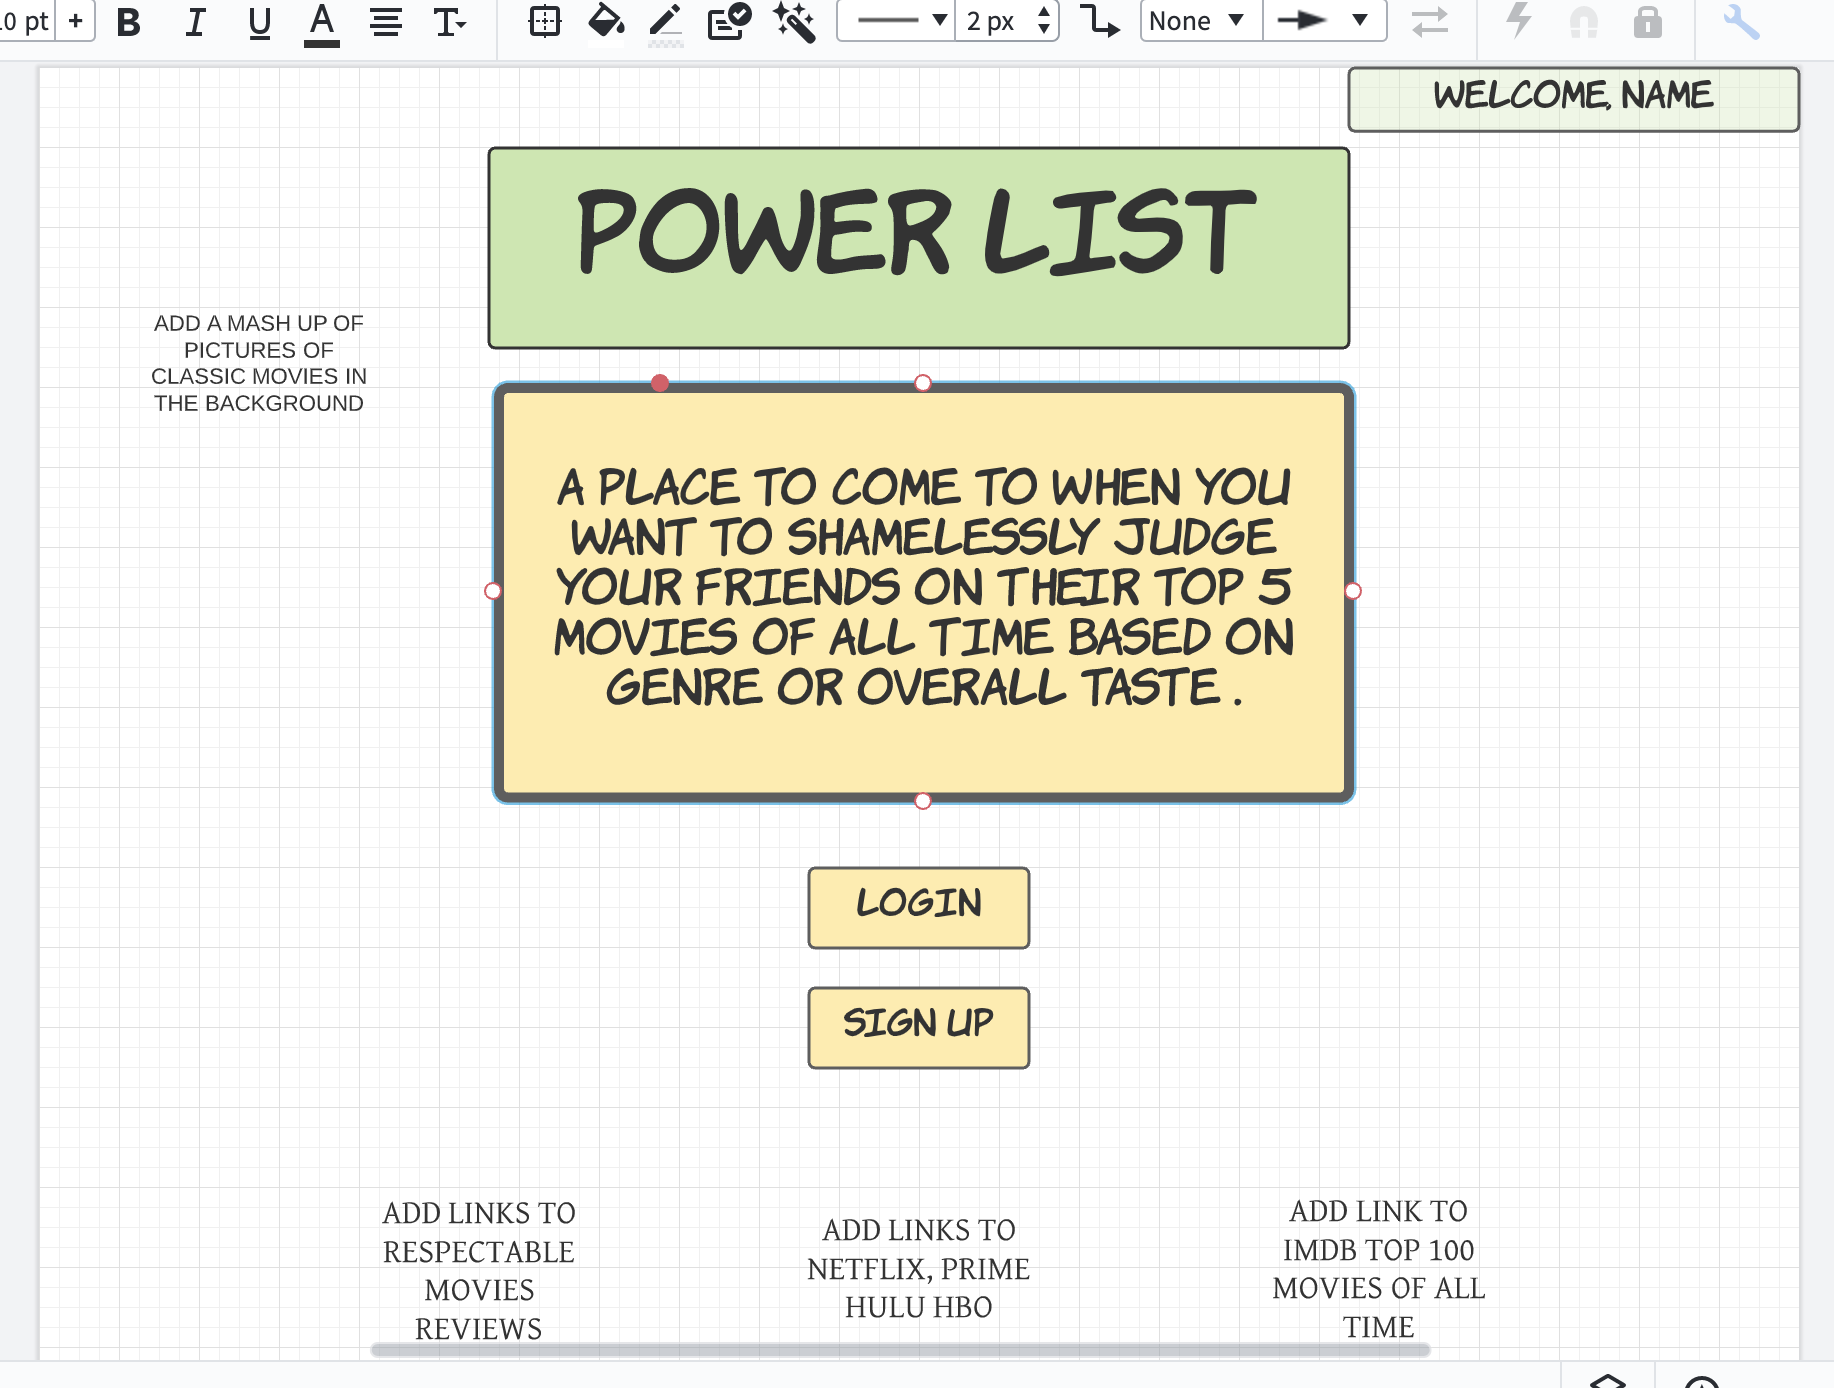 0 pt
+
B
I
U
A
T
2 px
None
WELCOME, NAME
POWER LIST
ADD A MASH UP OF
PICTURES OF
CLASSIC MOVIES IN
THE BACKGROUND
A PLACE TO COME TO WHEN YOU
WANT TO SHAMELESSLY JUDGE
YOUR FRIENDS ON THEIR TOP 5
MOVIES OF ALL TIME BASED ON
GENRE OR OVERALL TASTE .
LOGIN
SIGN UP
ADD LINKS TO
RESPECTABLE
MOVIES
REVIEWS
ADD LINKS TO
NETFLIX, PRIME
HULU HBO
ADD LINK TO
IMDB TOP 100
MOVIES OF ALL
TIME